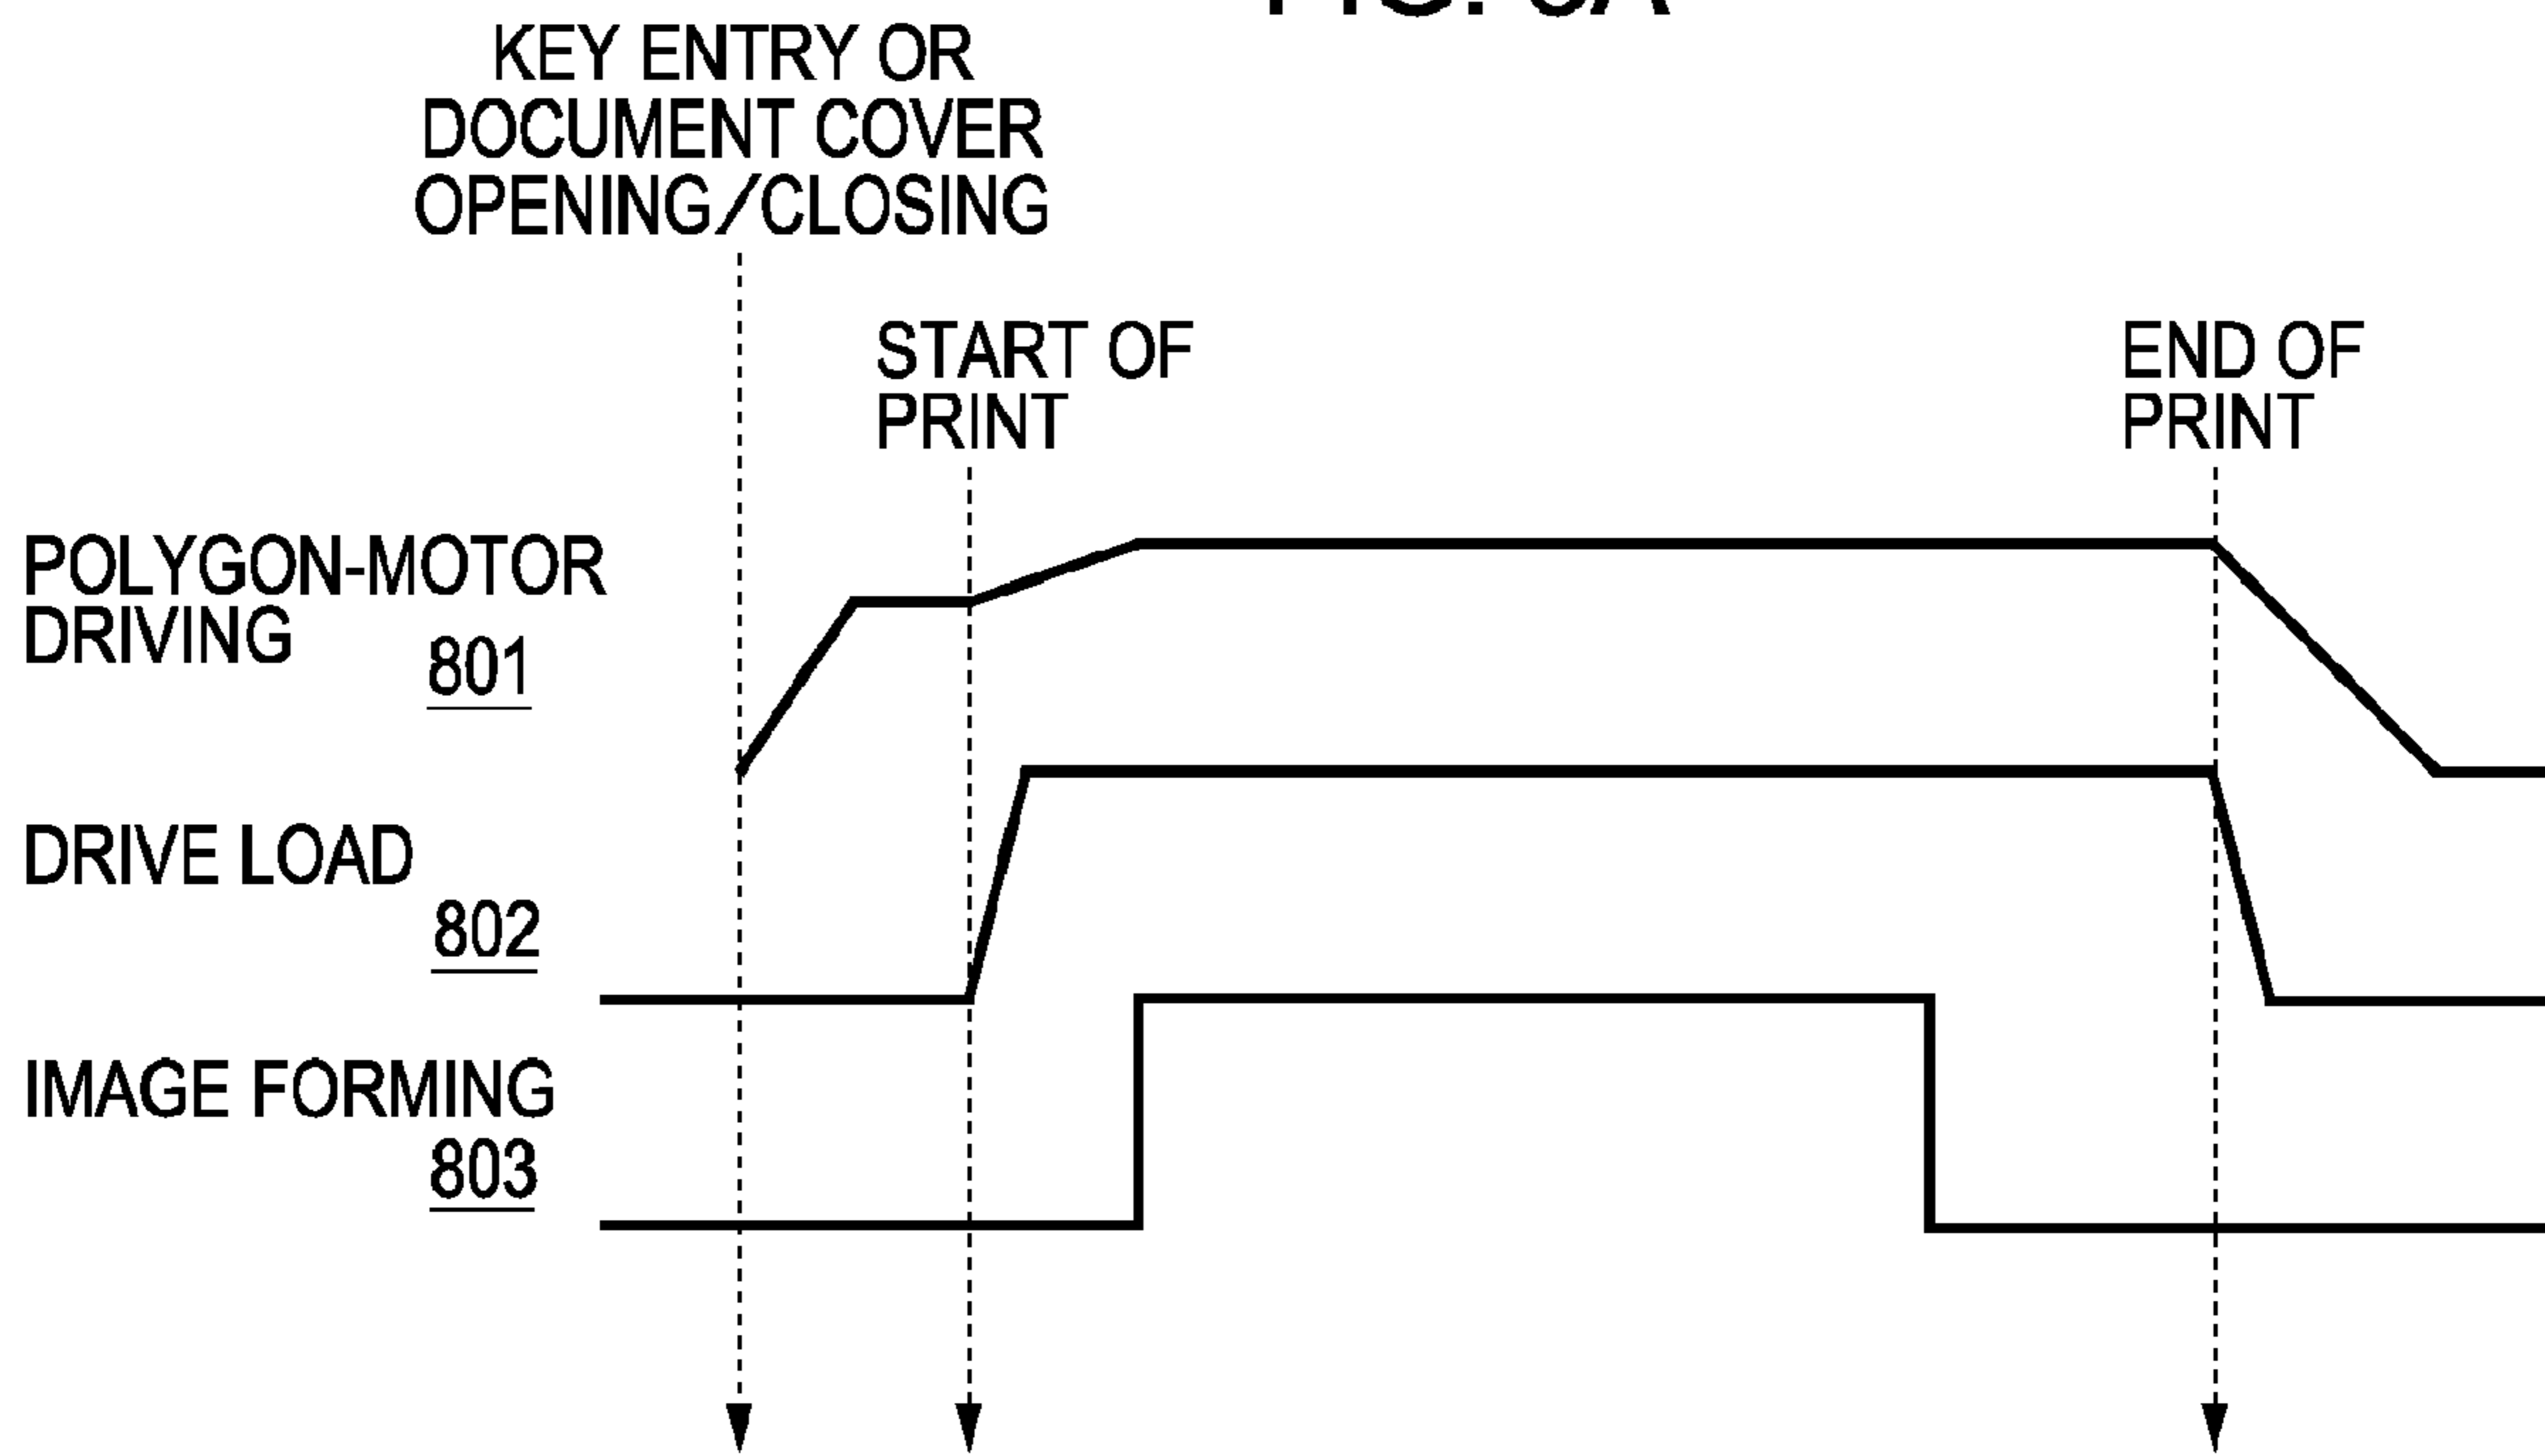 KEY ENTRY OR
DOCUMENT COVER
OPENING/CLOSING
START OF
PRINT
END OF
PRINT
POLYGON-MOTOR
DRIVING
801
DRIVE LOAD
802
IMAGE FORMING
803